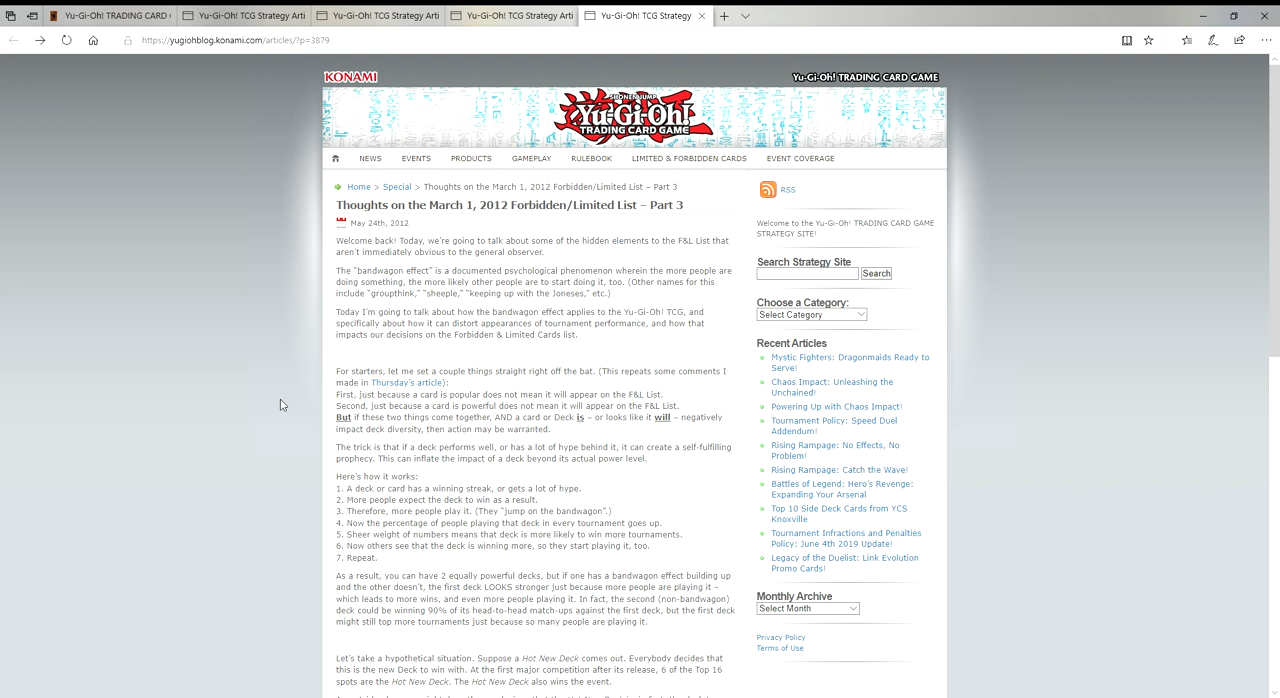 Yu-Gi-Oh! TRADING CARD
Yu-Gi-Oh! TCG Strategy Arti
Yu-Gi-Oh! TCG Strategy Arti
Yu-Gi-Oh! TCG Strategy Arti
Yu-Gi-Oh! TCG Strategy
https://yugiohblog.konami.com/articles/?p=3879
KONAMI
Yu-Gi-Oh! TRADING CARD GAME
SHONEN JUMP
Yu-Gi-Oh!
TRADING CARD GAME
NEWS
EVENTS
PRODUCTS
GAMEPLAY
RULEBOOK
LIMITED & FORBIDDEN CARDS
EVENT COVERAGE
Home > Special > Thoughts on the March 1, 2012 Forbidden/Limited List – Part 3
Thoughts on the March 1, 2012 Forbidden/Limited List – Part 3
May 24th, 2012
Welcome back! Today, we're going to talk about some of the hidden elements to the F&L List that
aren't immediately obvious to the general observer.
The “bandwagon effect” is a documented psychological phenomenon wherein the more people are
doing something, the more likely other people are to start doing it, too. (Other names for this
include “groupthink,” “sheeple,” “keeping up with the Joneses,” etc.)
Today I'm going to talk about how the bandwagon effect applies to the Yu-Gi-Oh! TCG, and
specifically about how it can distort appearances of tournament performance, and how that
impacts our decisions on the Forbidden & Limited Cards list.
For starters, let me set a couple things straight right off the bat. (This repeats some comments I
made in Thursday's article):
First, just because a card is popular does not mean it will appear on the F&L List.
Second, just because a card is powerful does not mean it will appear on the F&L List.
But if these two things come together, AND a card or Deck is – or looks like it will – negatively
impact deck diversity, then action may be warranted.
The trick is that if a deck performs well, or has a lot of hype behind it, it can create a self-fulfilling
prophecy. This can inflate the impact of a deck beyond its actual power level.
Here's how it works:
1. A deck or card has a winning streak, or gets a lot of hype.
2. More people expect the deck to win as a result.
3. Therefore, more people play it. (They “jump on the bandwagon”.)
4. Now the percentage of people playing that deck in every tournament goes up.
5. Sheer weight of numbers means that deck is more likely to win more tournaments.
6. Now others see that the deck is winning more, so they start playing it, too.
7. Repeat.
As a result, you can have 2 equally powerful decks, but if one has a bandwagon effect building up
and the other doesn't, the first deck LOOKS stronger just because more people are playing it –
which leads to more wins, and even more people playing it. In fact, the second (non-bandwagon)
deck could be winning 90% of its head-to-head match-ups against the first deck, but the first deck
might still top more tournaments just because so many people are playing it.
Let's take a hypothetical situation. Suppose a Hot New Deck comes out. Everybody decides that
this is the new Deck to win with. At the first major competition after its release, 6 of the Top 16
spots are the Hot New Deck. The Hot New Deck also wins the event.
RSS
Welcome to the Yu-Gi-Oh! TRADING CARD GAME
STRATEGY SITE!
Search Strategy Site
Search
Choose a Category:
Select Category
Recent Articles
Mystic Fighters: Dragonmaids Ready to
Serve!
Chaos Impact: Unleashing the
Unchained!
Powering Up with Chaos Impact!
Tournament Policy: Speed Duel
Addendum!
Rising Rampage: No Effects, No
Problem!
Rising Rampage: Catch the Wave!
Battles of Legend: Hero's Revenge:
Expanding Your Arsenal
Top 10 Side Deck Cards from YCS
Knoxville
Tournament Infractions and Penalties
Policy: June 4th 2019 Update!
Legacy of the Duelist: Link Evolution
Promo Cards!
Monthly Archive
Select Month
Privacy Policy
Terms of Use